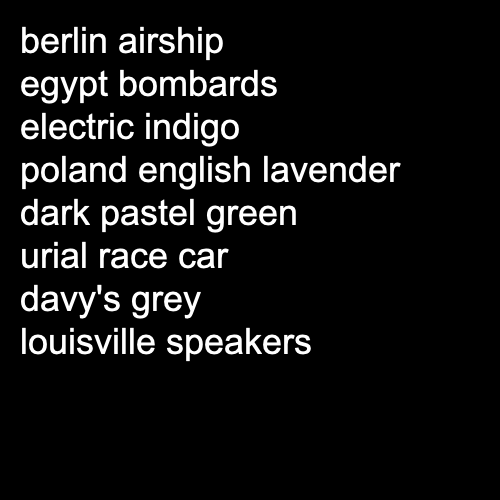 berlin airship
egypt bombards
electric indigo
poland english lavender
dark pastel green
urial race car
davy's grey
louisville speakers